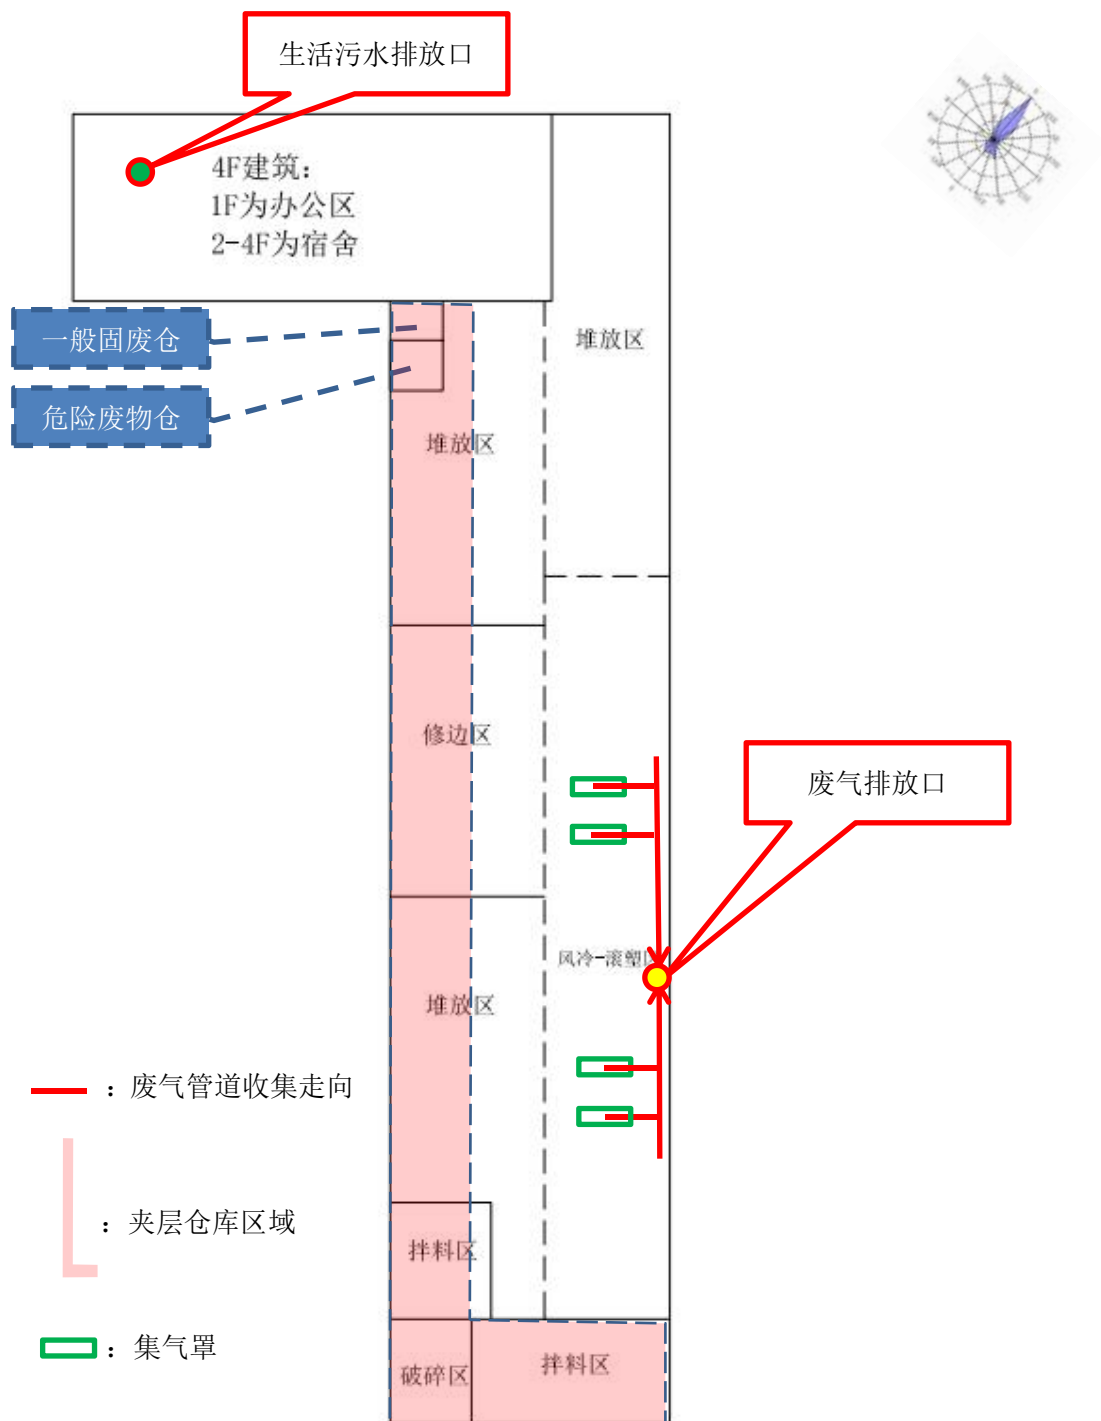 生活污水排放口
4F建筑：
1F为办公区
2-4F为宿舍
一般固废仓
堆放区
危险废物仓
堆放区
修边区
废气排放口
风冷-滚塑区
堆放区
：废气管道收集走向
：夹层仓库区域
拌料区
：集气罩
破碎区
拌料区